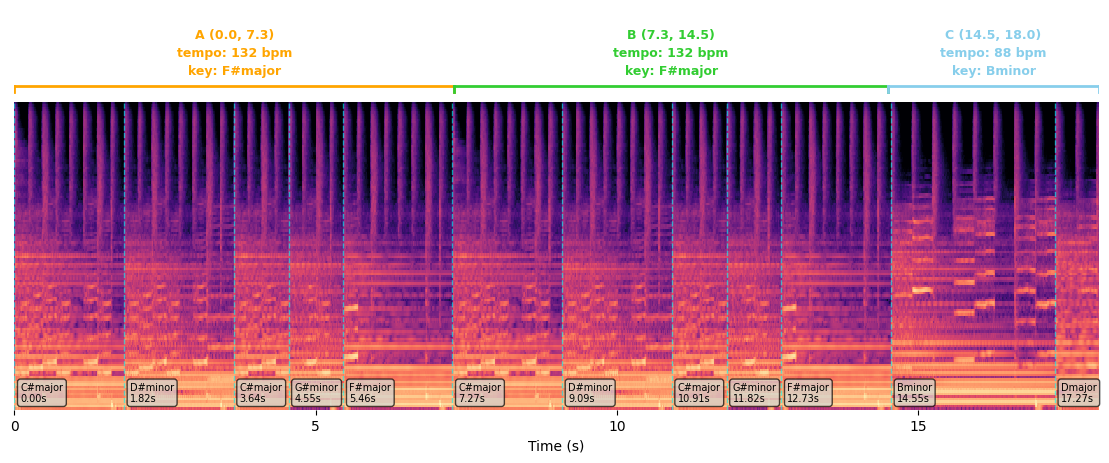 A (0.0, 7.3)
tempo: 132 bpm
key: F#major
B (7.3, 14.5)
tempo: 132 bpm
key: F#major
C (14.5, 18.0)
tempo: 88 bpm
key: Bminor
C#major
0.00s
D#minor
1.82s
C#major
3.64s
G#minor
4.55s
F#major
5.46s
C#major
7.27s
D#minor
9.09s
C#major
10.91s
G#minor
11.82s
F#major
12.73s
Bminor
14.55s
Dmajor
17.27s
0 5 10 15
Time (s)